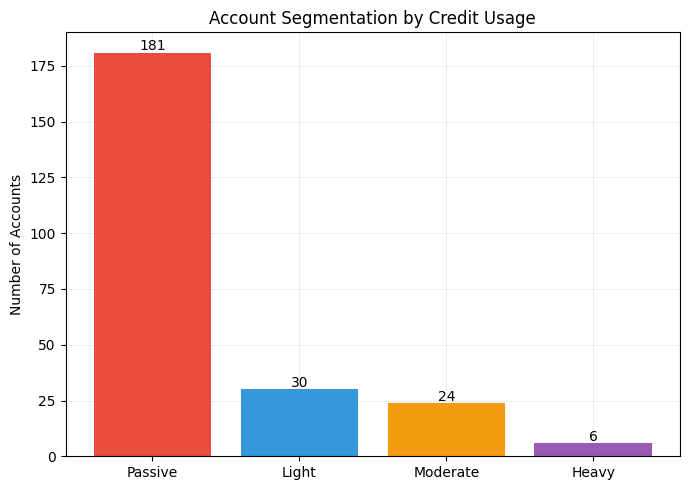 Account Segmentation by Credit Usage
Number of Accounts
175
150
125
100
75
50
25
0
181
30
24
6
Passive
Light
Moderate
Heavy